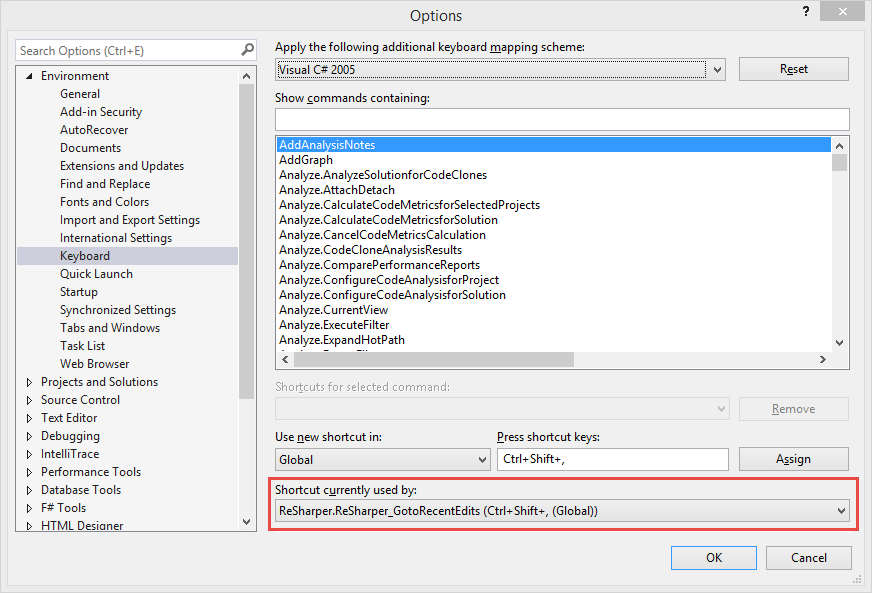 Options
?
Search Options (Ctrl+E)
Environment
General
Add-in Security
AutoRecover
Documents
Extensions and Updates
Find and Replace
Fonts and Colors
Import and Export Settings
International Settings
Keyboard
Quick Launch
Startup
Synchronized Settings
Tabs and Windows
Task List
Web Browser
Projects and Solutions
Source Control
Text Editor
Debugging
IntelliTrace
Performance Tools
Database Tools
F# Tools
HTML Designer
Apply the following additional keyboard mapping scheme:
Visual C# 2005
Reset
Show commands containing:
AddAnalysisNotes
AddGraph
Analyze.AnalyzeSolutionforCodeClones
Analyze.AttachDetach
Analyze.CalculateCodeMetricsforSelectedProjects
Analyze.CalculateCodeMetricsforSolution
Analyze.CancelCodeMetricsCalculation
Analyze.CodeCloneAnalysisResults
Analyze.ComparePerformanceReports
Analyze.ConfigureCodeAnalysisforProject
Analyze.ConfigureCodeAnalysisforSolution
Analyze.CurrentView
Analyze.ExecuteFilter
Analyze.ExpandHotPath
Shortcuts for selected command:
Remove
Use new shortcut in:
Press shortcut keys:
Global
Ctrl+Shift+,
Assign
Shortcut currently used by:
ReSharper.ReSharper_GotoRecentEdits (Ctrl+Shift+, (Global))
OK
Cancel